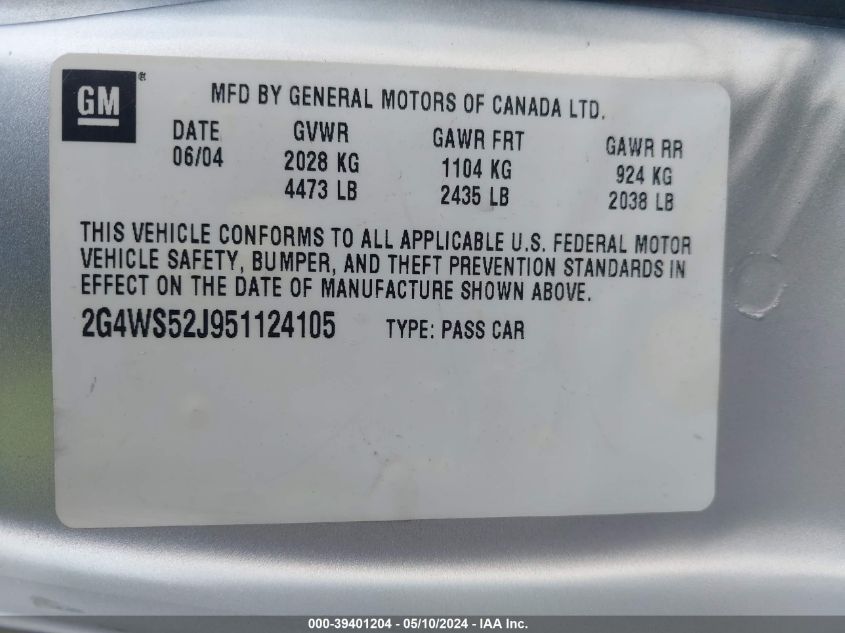 GM®
MFD BY GENERAL MOTORS OF CANADA LTD.
DATE GVWR GAWR FRT GAWR RR
06/04 2028 KG 1104 KG 924 KG
4473 LB 2435 LB 2038 LB
THIS VEHICLE CONFORMS TO ALL APPLICABLE U.S. FEDERAL MOTOR
VEHICLE SAFETY, BUMPER, AND THEFT PREVENTION STANDARDS IN
EFFECT ON THE DATE OF MANUFACTURE SHOWN ABOVE.
2G4WS52J951124105 TYPE: PASS CAR
000-39401204 - 05/10/2024 - IAA Inc.